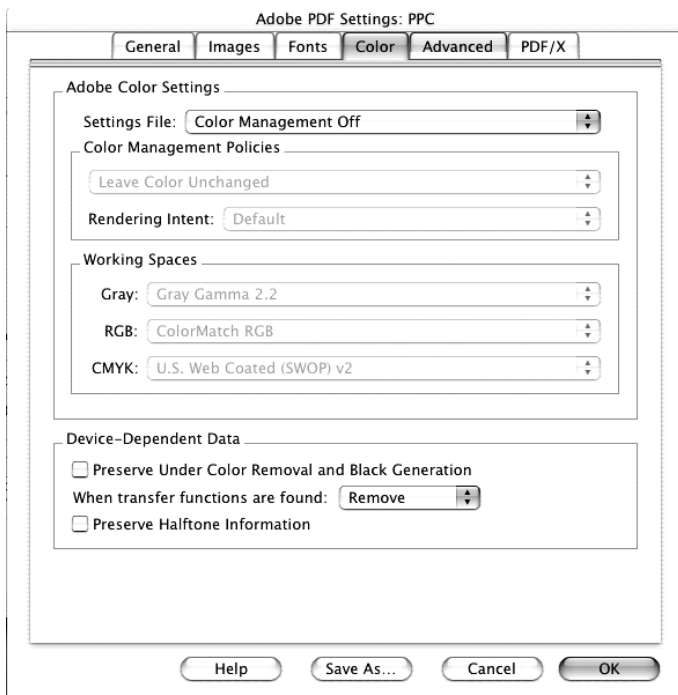 Adobe PDF Settings: PPC
General Images Fonts Color Advanced PDF/X
Adobe Color Settings
Settings File: Color Management Off
Color Management Policies
Leave Color Unchanged
Rendering Intent: Default
Working Spaces
Gray: Gray Gamma 2.2
RGB: ColorMatch RGB
CMYK: U.S. Web Coated (SWOP) v2
Device-Dependent Data
Preserve Under Color Removal and Black Generation
When transfer functions are found: Remove
Preserve Halftone Information
Help Save As... Cancel OK